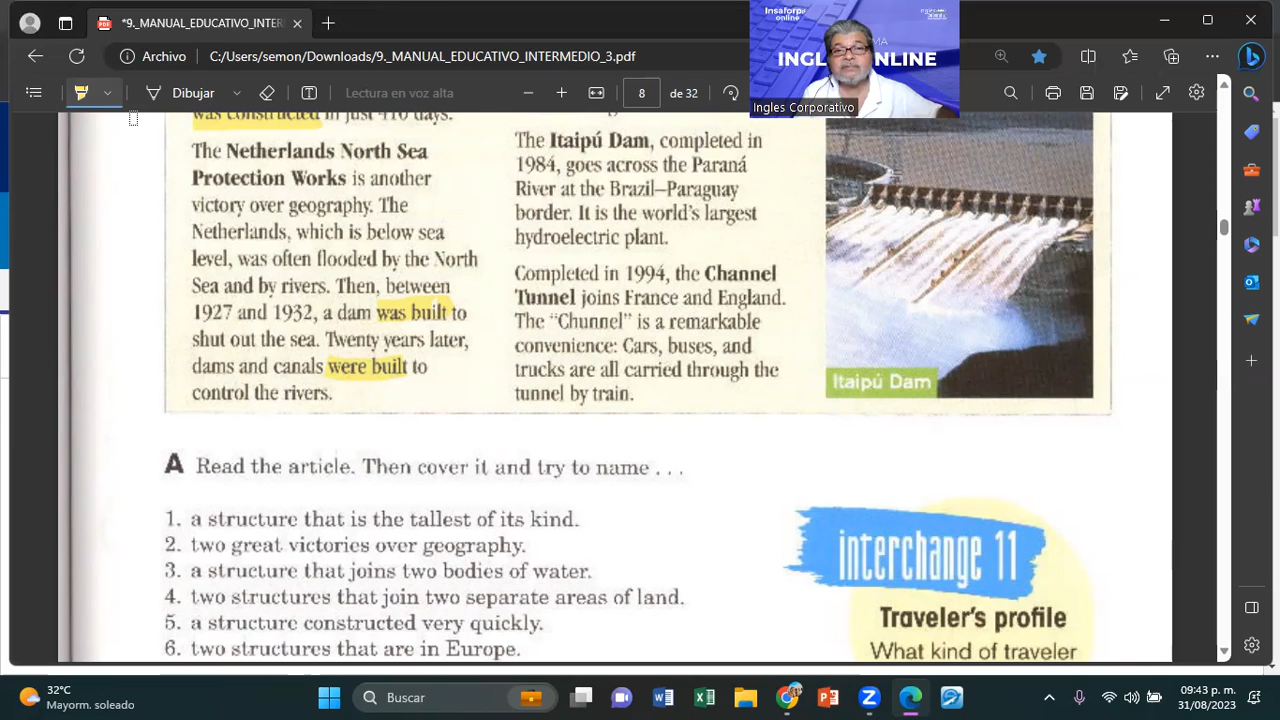 9._MANUAL_EDUCATIVO_INTER
Archivo
C:/Users/semon/Downloads/9._MANUAL_EDUCATIVO_INTERMEDIO_3.pdf
Dibujar
Lectura en voz alta
8 de 32
Insaforp
online
INGL NLINE
Ingles Corporativo
was constructed in just 410 days.
The Netherlands North Sea
Protection Works is another
victory over geography. The
Netherlands, which is below sea
level, was often flooded by the North
Sea and by rivers. Then, between
1927 and 1932, a dam was built to
shut out the sea. Twenty years later,
dams and canals were built to
control the rivers.
The Itaipú Dam, completed in
1984, goes across the Paraná
River at the Brazil–Paraguay
border. It is the world's largest
hydroelectric plant.
Completed in 1994, the Channel
Tunnel joins France and England.
The "Chunnel" is a remarkable
convenience: Cars, buses, and
trucks are all carried through the
tunnel by train.
Itaipú Dam
A Read the article. Then cover it and try to name . . .
1. a structure that is the tallest of its kind.
2. two great victories over geography.
3. a structure that joins two bodies of water.
4. two structures that join two separate areas of land.
5. a structure constructed very quickly.
6. two structures that are in Europe.
interchange 11
Traveler's profile
What kind of traveler
32°C
Mayorm. soleado
Buscar
09:43 p. m.
31/08/2023